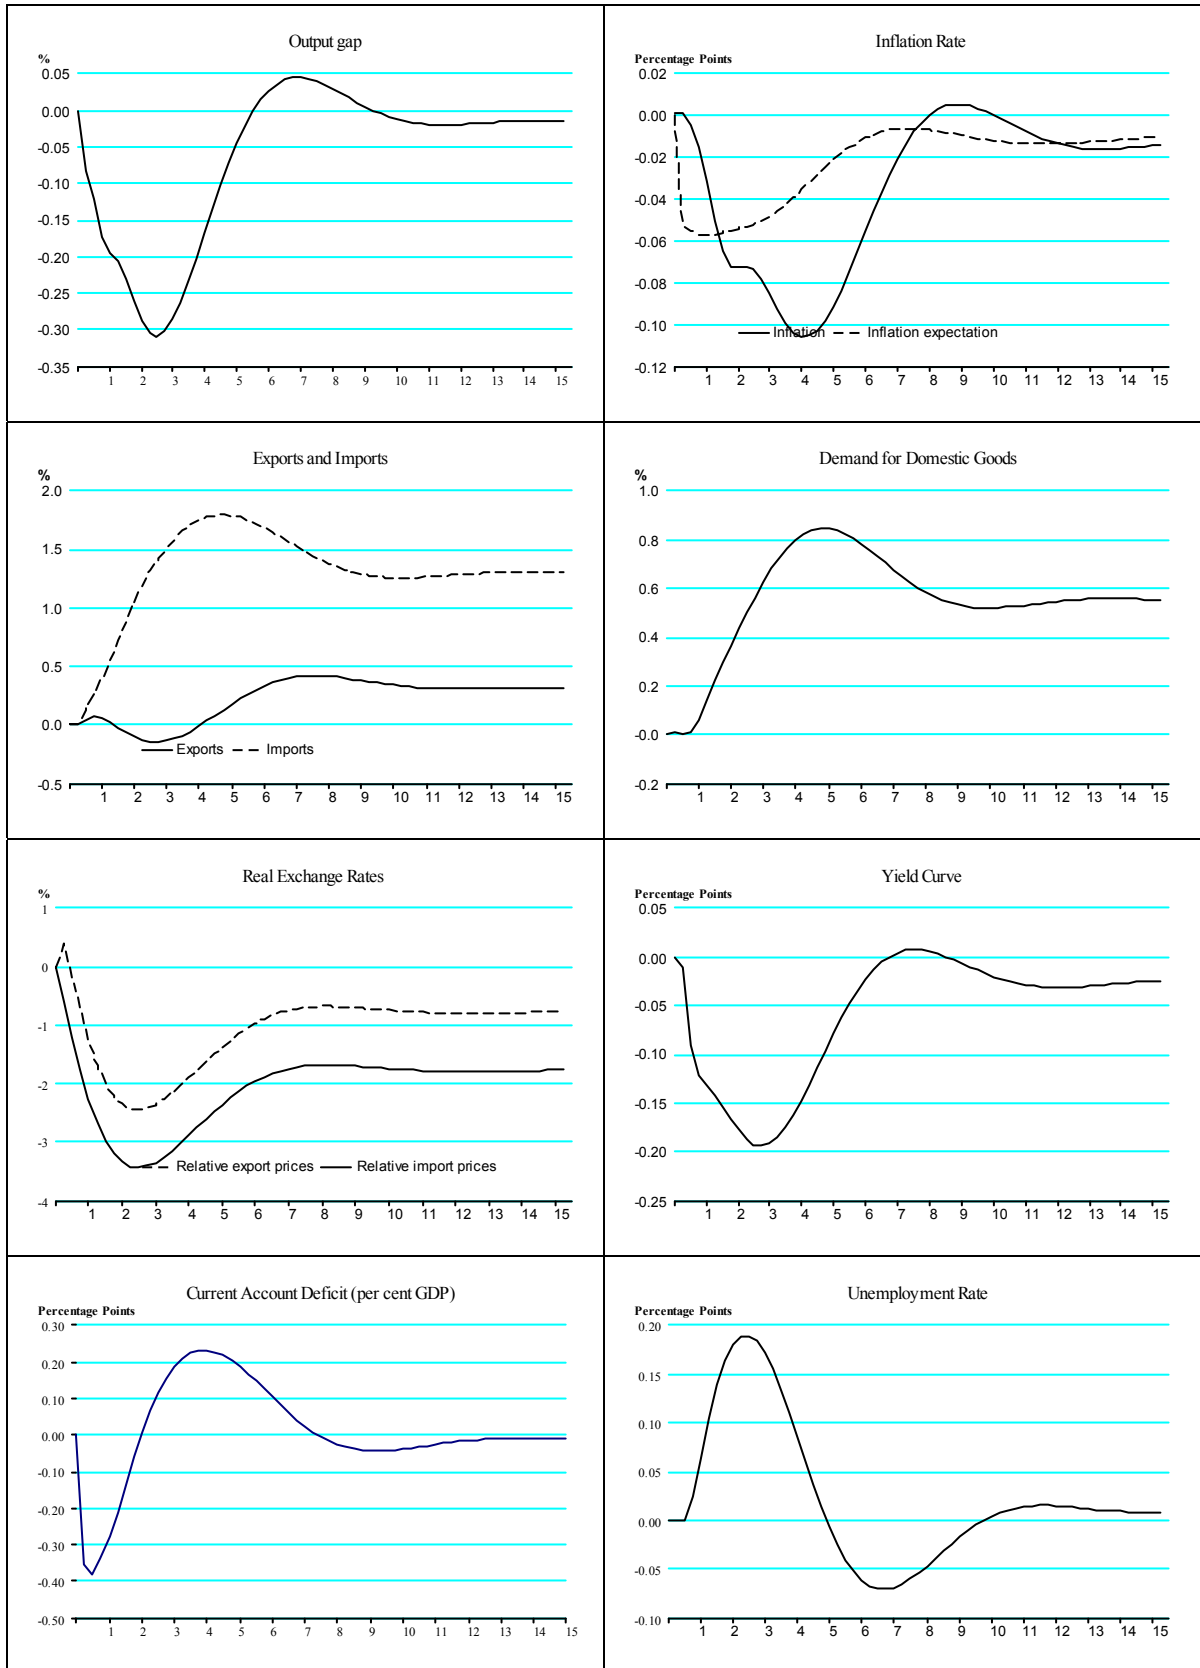 Output gap
%
0.05
0.00
-0.05
-0.10
-0.15
-0.20
-0.25
-0.30
-0.35
1 2 3 4 5 6 7 8 9 10 11 12 13 14 15
Inflation Rate
Percentage Points
0.02
0.00
-0.02
-0.04
-0.06
-0.08
-0.10
Inflation Inflation expectation
-0.12
1 2 3 4 5 6 7 8 9 10 11 12 13 14 15
Exports and Imports
%
2.0
1.5
1.0
0.5
0.0
Exports Imports
-0.5
1 2 3 4 5 6 7 8 9 10 11 12 13 14 15
Demand for Domestic Goods
%
1.0
0.8
0.6
0.4
0.2
-0.0
-0.2
1 2 3 4 5 6 7 8 9 10 11 12 13 14 15
Real Exchange Rates
%
1
0
-1
-2
-3
Relative export prices Relative import prices
-4
1 2 3 4 5 6 7 8 9 10 11 12 13 14 15
Yield Curve
Percentage Points
0.05
0.00
-0.05
-0.10
-0.15
-0.20
-0.25
1 2 3 4 5 6 7 8 9 10 11 12 13 14 15
Current Account Deficit (per cent GDP)
Percentage Points
0.30
0.20
0.10
0.00
-0.10
-0.20
-0.30
-0.40
-0.50
1 2 3 4 5 6 7 8 9 10 11 12 13 14 15
Unemployment Rate
Percentage Points
0.20
0.15
0.10
0.05
0.00
-0.05
-0.10
1 2 3 4 5 6 7 8 9 10 11 12 13 14 15